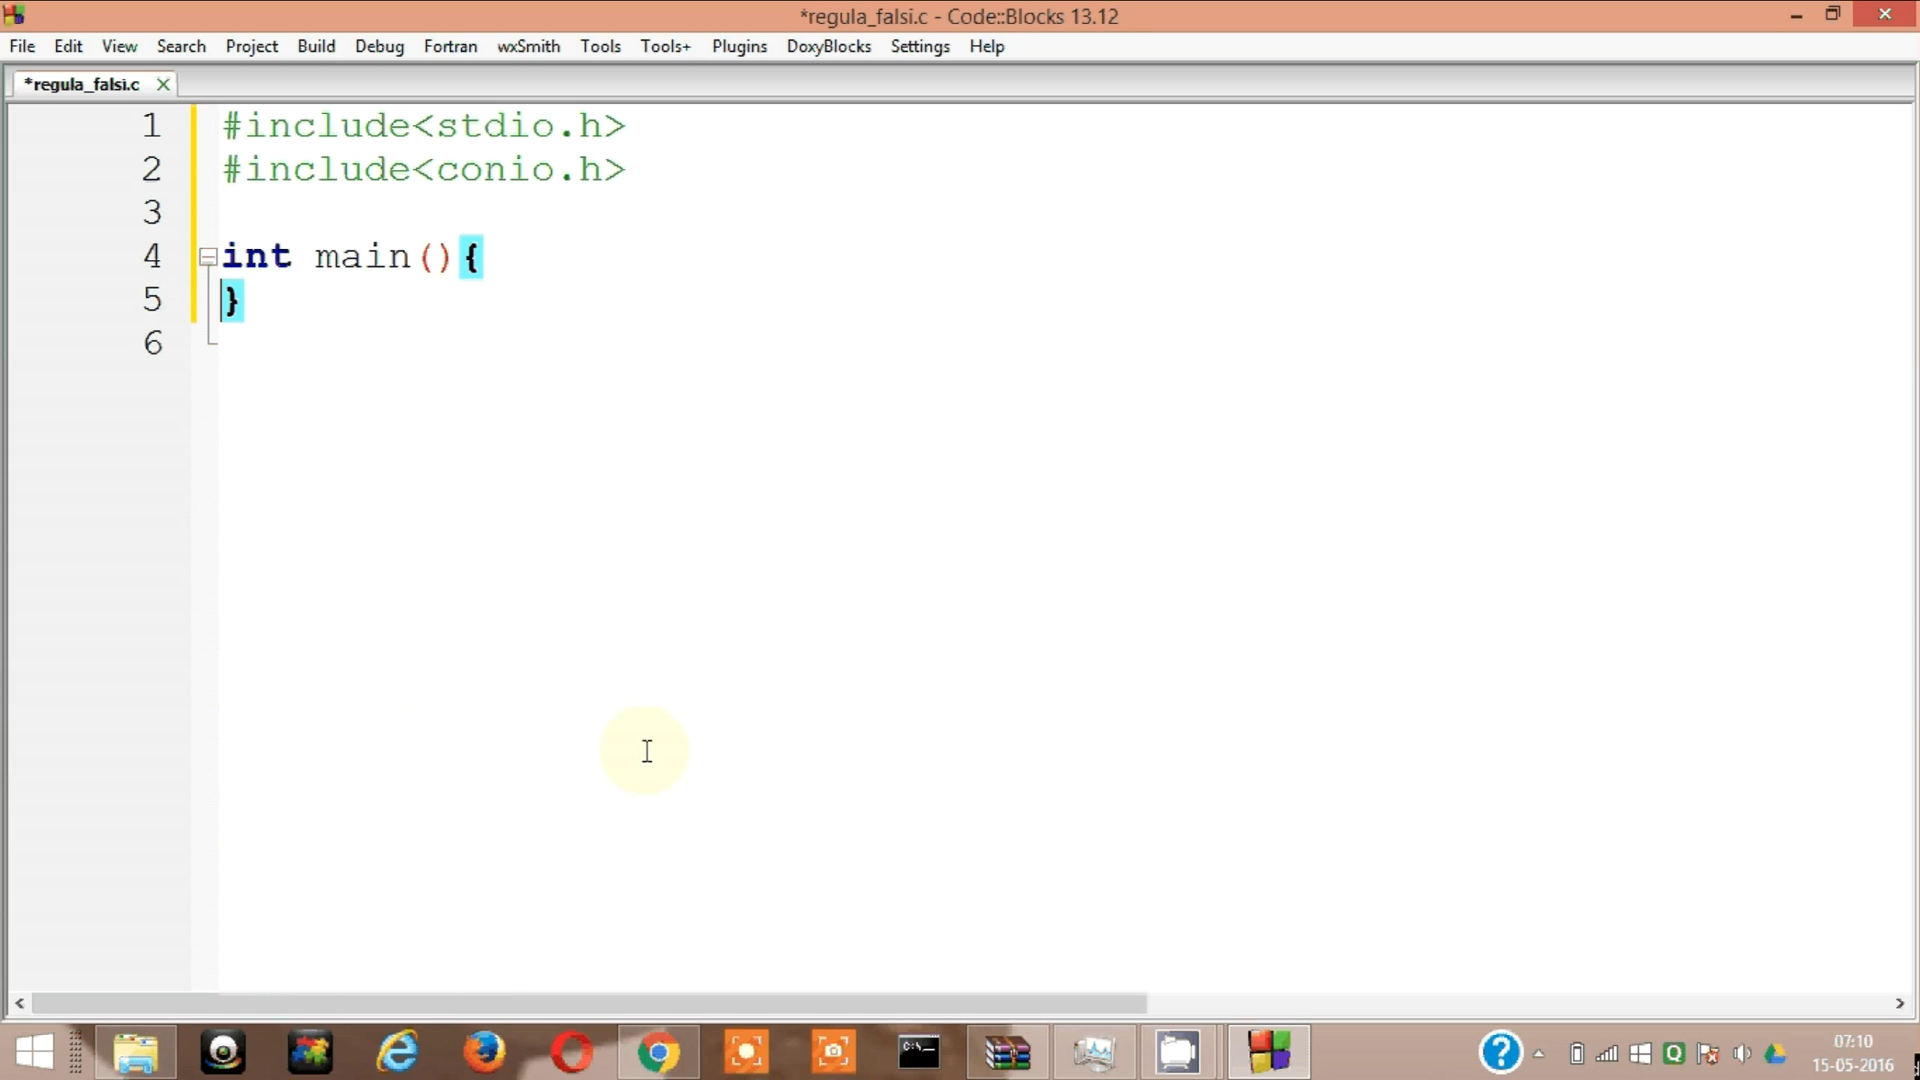 *regula_falsi.c - Code::Blocks 13.12
File Edit View Search Project Build Debug Fortran wxSmith Tools Tools+ Plugins DoxyBlocks Settings Help
*regula_falsi.c
1 #include<stdio.h>
2 #include<conio.h>
3
4 int main(){
5 }
6
07:10
15-05-2016